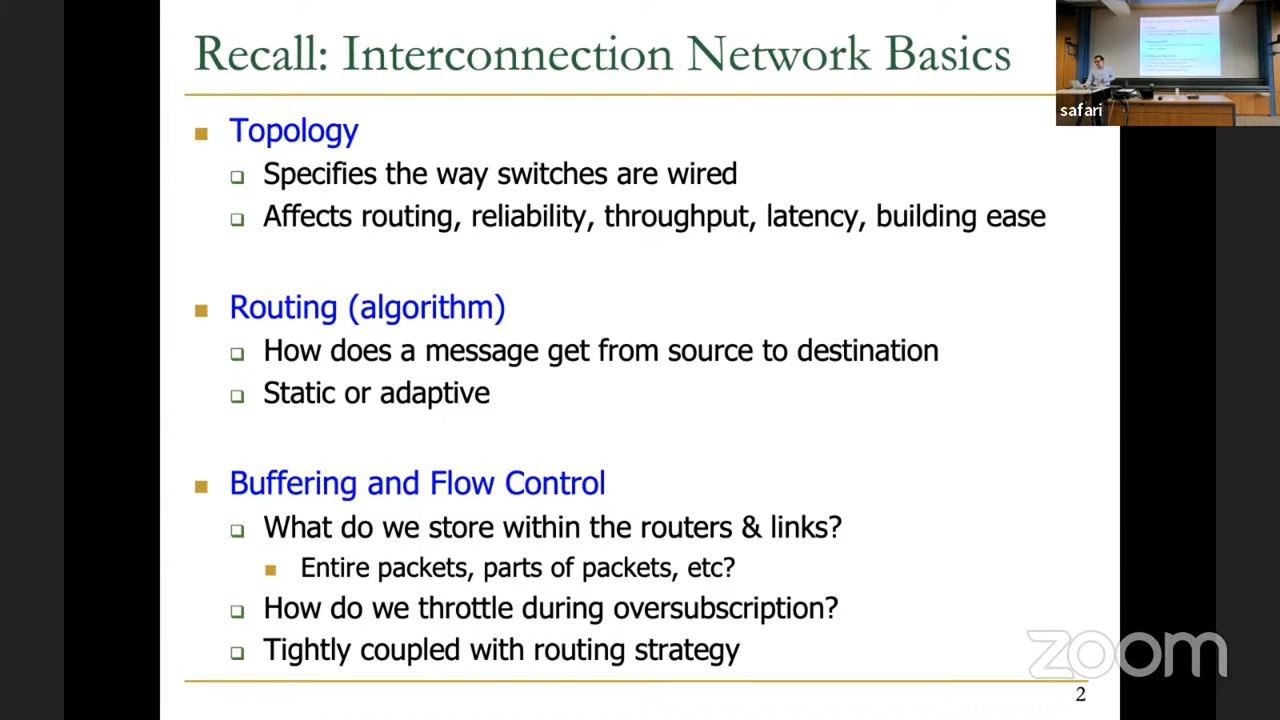 Recall: Interconnection Network Basics
safari
Topology
Specifies the way switches are wired
Affects routing, reliability, throughput, latency, building ease
Routing (algorithm)
How does a message get from source to destination
Static or adaptive
Buffering and Flow Control
What do we store within the routers & links?
Entire packets, parts of packets, etc?
How do we throttle during oversubscription?
Tightly coupled with routing strategy
zoom
2